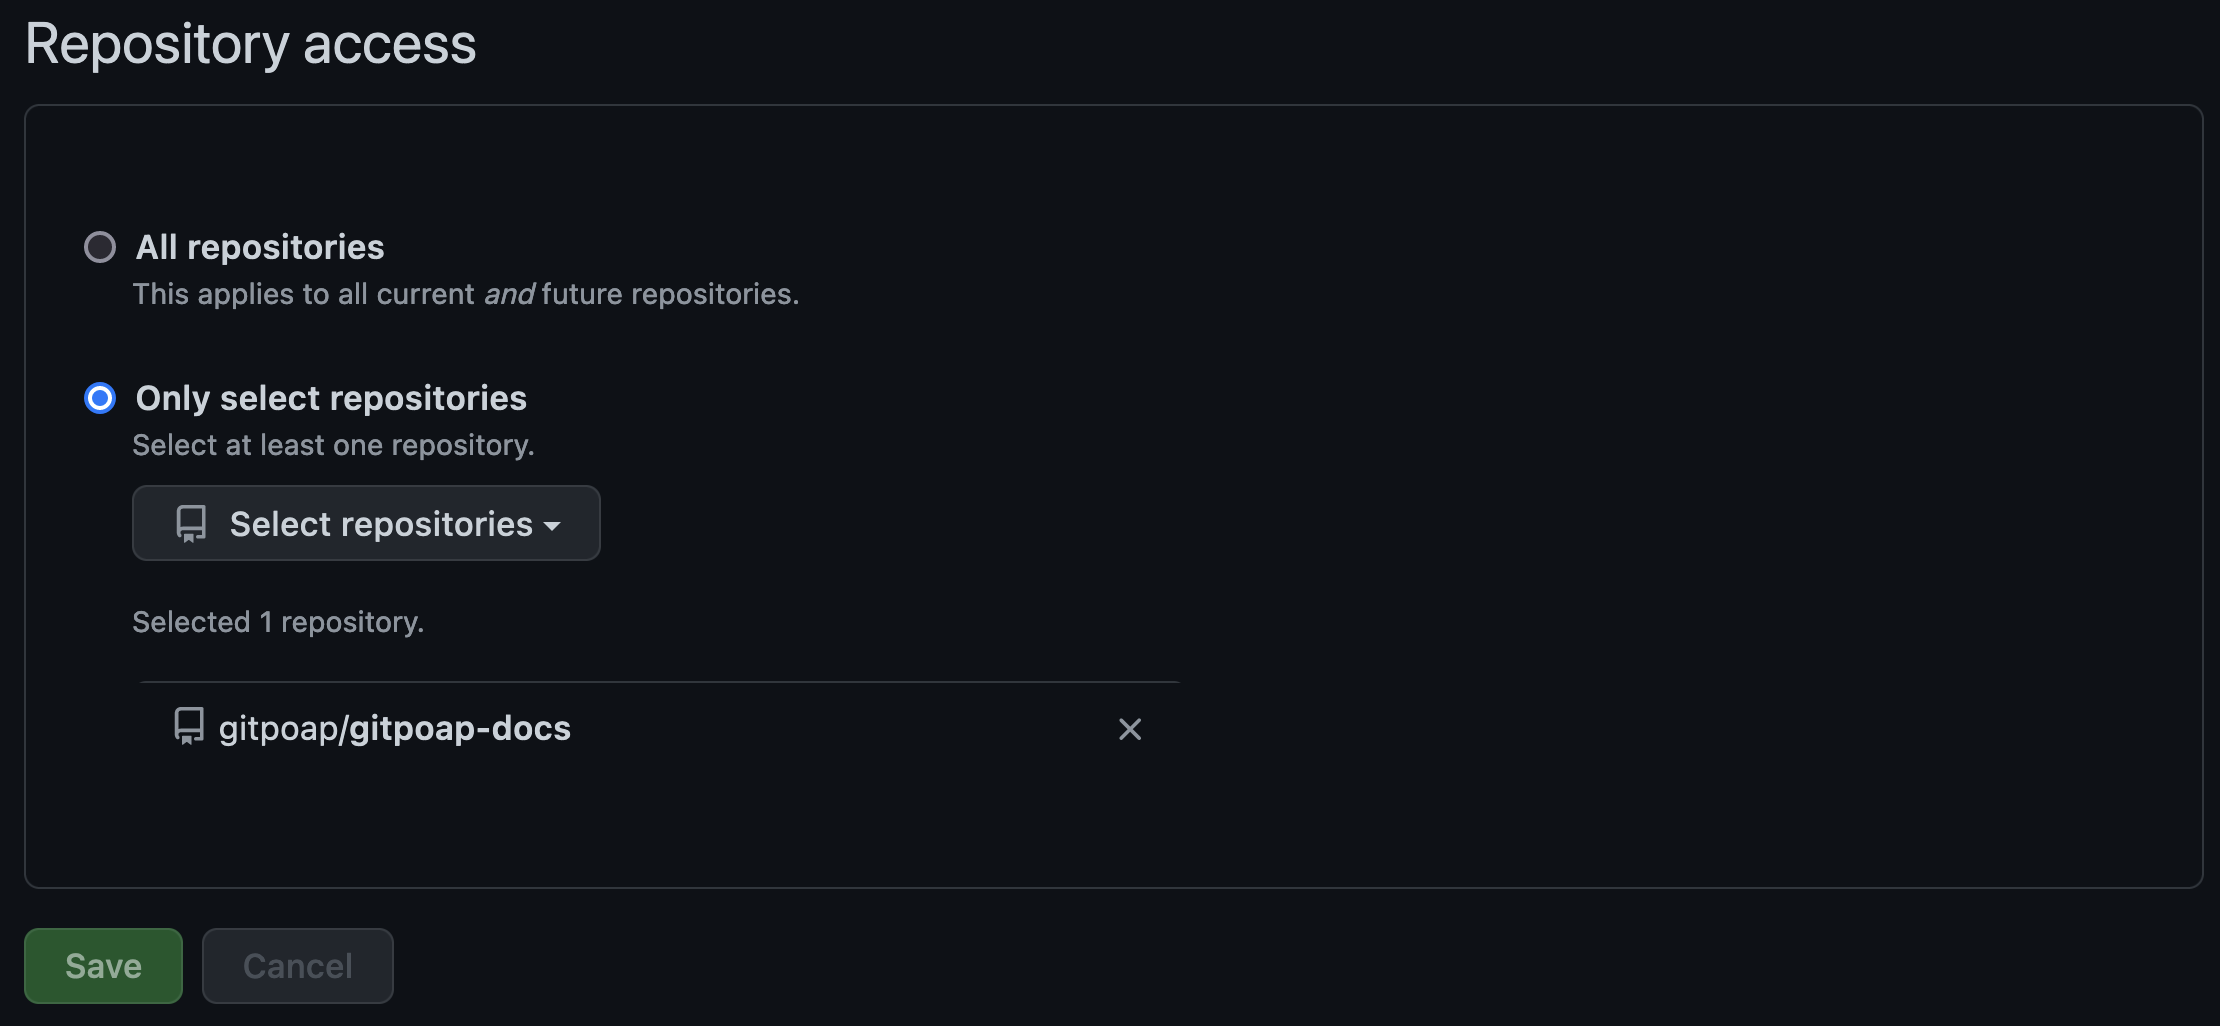 Repository access
All repositories
This applies to all current and future repositories.
Only select repositories
Select at least one repository.
Select repositories
Selected 1 repository.
gitpoap/gitpoap-docs
Save
Cancel